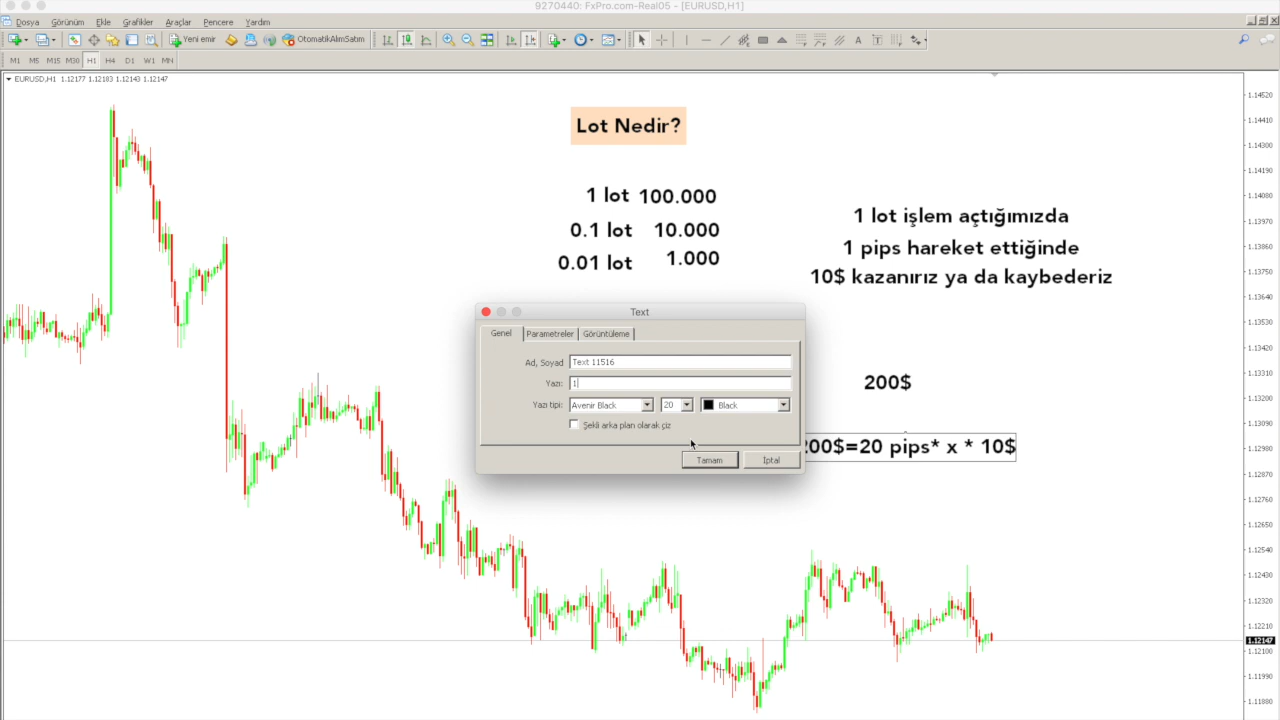 9270440: FxPro.com-Real05 - [EURUSD,H1]
Dosya Görünüm Ekle Grafikler Araçlar Pencere Yardım
Yeni emir OtomatikAlımSatım
M1 M5 M15 M30 H1 H4 D1 W1 MN
EURUSD,H1 1.12177 1.12183 1.12143 1.12147
Lot Nedir?
1 lot 100.000
0.1 lot 10.000
0.01 lot 1.000
1 lot işlem açtığımızda
1 pips hareket ettiğinde
10$ kazanırız ya da kaybederiz
200$
200$=20 pips* x * 10$
Text
Genel Parametreler Görüntüleme
Ad, Soyad Text 11516
Yazı: 1
Yazı tipi: Avenir Black 20 Black
Şekli arka plan olarak çiz
Tamam İptal
1.14520
1.14410
1.14300
1.14190
1.14080
1.13970
1.13860
1.13750
1.13640
1.13530
1.13420
1.13310
1.13200
1.13090
1.12980
1.12870
1.12760
1.12650
1.12540
1.12430
1.12320
1.12210
1.12147
1.12100
1.11990
1.11880